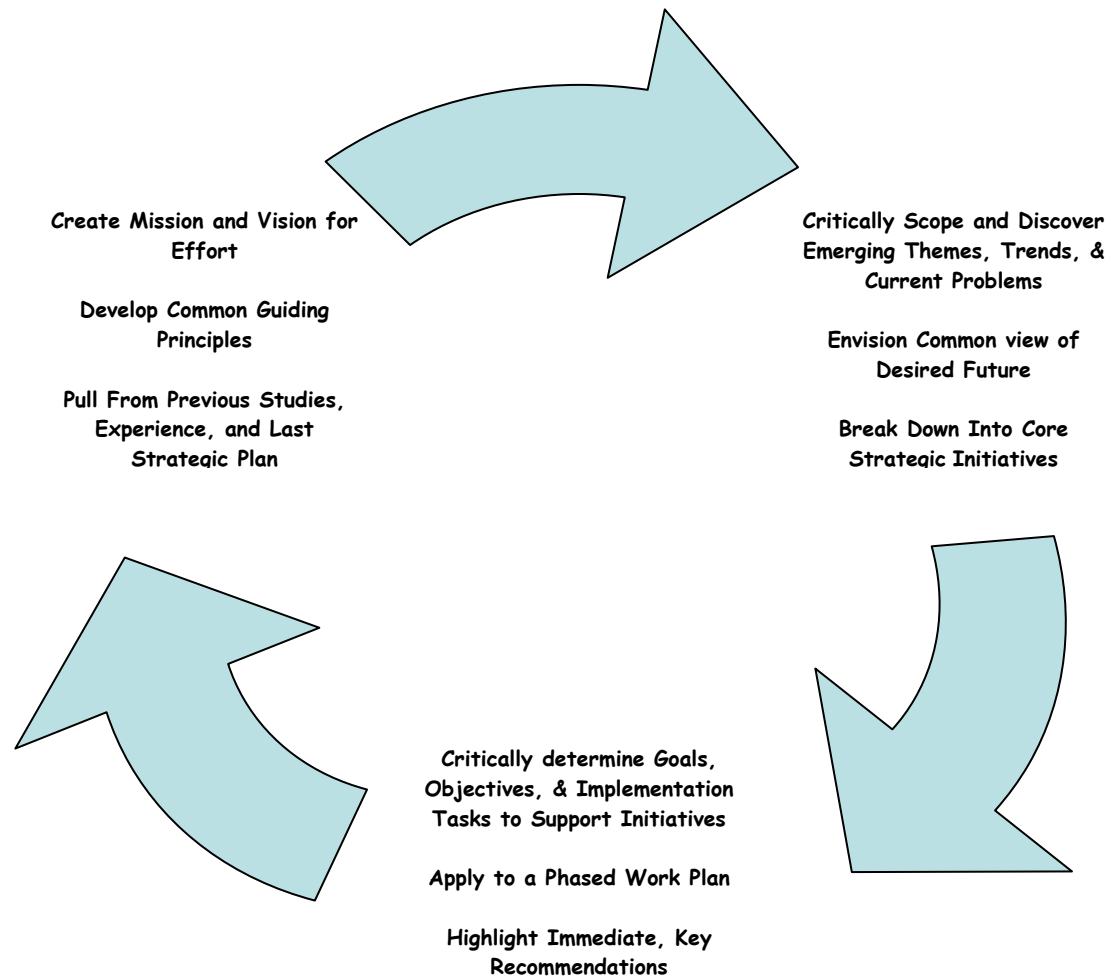 Create Mission and Vision for
Effort
Develop Common Guiding
Principles
Pull From Previous Studies,
Experience, and Last
Strategic Plan
Critically Scope and Discover
Emerging Themes, Trends, &
Current Problems
Envision Common view of
Desired Future
Break Down Into Core
Strategic Initiatives
Critically determine Goals,
Objectives, & Implementation
Tasks to Support Initiatives
Apply to a Phased Work Plan
Highlight Immediate, Key
Recommendations